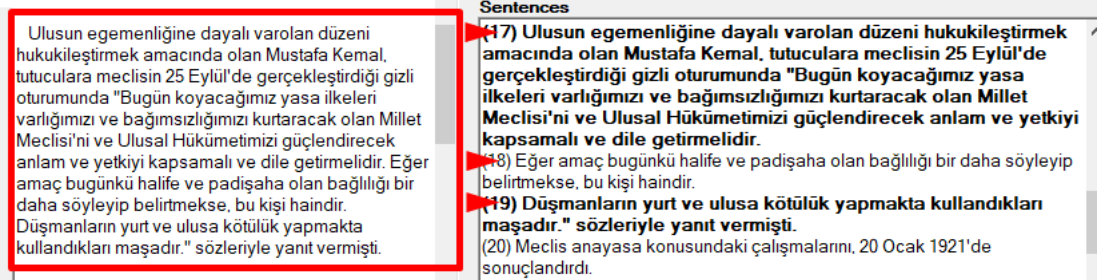 Sentences
Ulusun egemenliğine dayalı varolan düzeni
hukukileştirmek amacında olan Mustafa Kemal,
tutuculara meclisin 25 Eylül'de gerçekleştirdiği gizli
oturumunda "Bugün koyacağımız yasa ilkeleri
varlığımızı ve bağımsızlığımızı kurtaracak olan Millet
Meclisi'ni ve Ulusal Hükümetimizi güçlendirecek
anlam ve yetkiyi kapsamalı ve dile getirmelidir. Eğer
amaç bugünkü halife ve padişaha olan bağlılığı bir
daha söyleyip belirtmekse, bu kişi haindir.
Düşmanların yurt ve ulusa kötülük yapmakta
kullandıkları maşadır." sözleriyle yanıt vermişti.
(17) Ulusun egemenliğine dayalı varolan düzeni hukukileştirmek
amacında olan Mustafa Kemal, tutuculara meclisin 25 Eylül'de
gerçekleştirdiği gizli oturumunda "Bugün koyacağımız yasa
ilkeleri varlığımızı ve bağımsızlığımızı kurtaracak olan Millet
Meclisi'ni ve Ulusal Hükümetimizi güçlendirecek anlam ve yetkiyi
kapsamalı ve dile getirmelidir.
(18) Eğer amaç bugünkü halife ve padişaha olan bağlılığı bir daha söyleyip
belirtmekse, bu kişi haindir.
(19) Düşmanların yurt ve ulusa kötülük yapmakta kullandıkları
maşadır." sözleriyle yanıt vermişti.
(20) Meclis anayasa konusundaki çalışmalarını, 20 Ocak 1921'de
sonuçlandırdı.